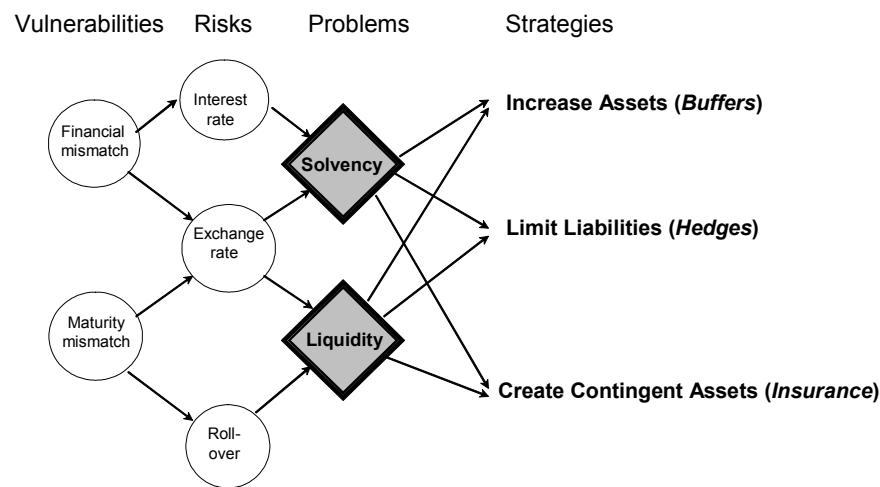 Vulnerabilities Risks Problems Strategies
Interest
rate
Increase Assets (Buffers)
Financial
mismatch
Solvency
Exchange
rate
Limit Liabilities (Hedges)
Maturity
mismatch
Liquidity
Create Contingent Assets (Insurance)
Roll-
over